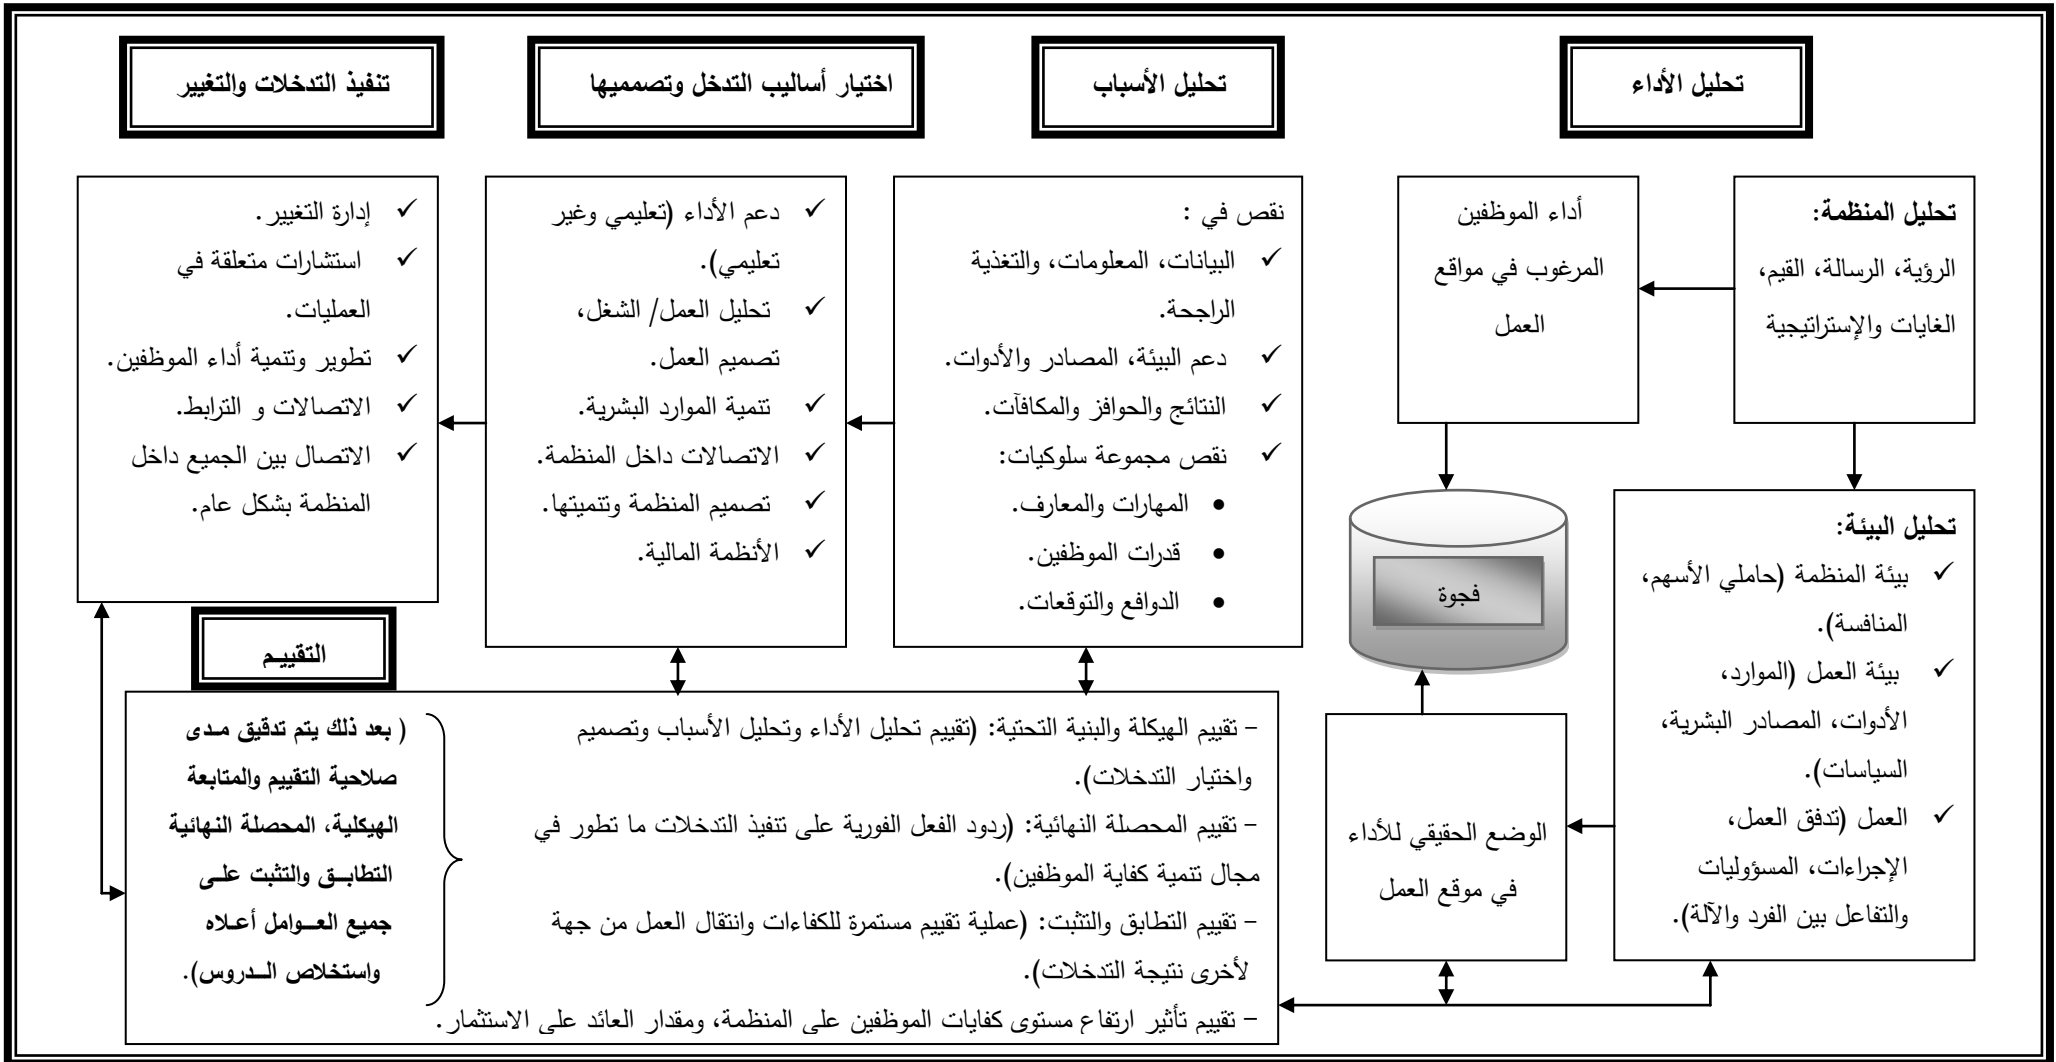 تحليل الأداء
تحليل الأسباب
اختيار أساليب التدخل وتصمميها
تنفيذ التدخلات والتغيير
تحليل المنظمة:
الرؤية، الرسالة، القيم،
الغايات والإستراتيجية
أداء الموظفين
المرغوب في مواقع
العمل
نقص في :
✓ البيانات، المعلومات، والتغذية
الراجحة.
✓ دعم البيئة، المصادر والأدوات.
✓ النتائج والحوافز والمكافآت.
✓ نقص مجموعة سلوكيات:
• المهارات والمعارف.
• قدرات الموظفين.
• الدوافع والتوقعات.
✓ دعم الأداء (تعليمي وغير
تعليمي).
✓ تحليل العمل/ الشغل،
تصميم العمل.
✓ تنمية الموارد البشرية.
✓ الاتصالات داخل المنظمة.
✓ تصميم المنظمة وتنميتها.
✓ الأنظمة المالية.
✓ إدارة التغيير.
✓ استشارات متعلقة في
العمليات.
✓ تطوير وتنمية أداء الموظفين.
✓ الاتصالات و الترابط.
✓ الاتصال بين الجميع داخل
المنظمة بشكل عام.
تحليل البيئة:
✓ بيئة المنظمة (حاملي الأسهم،
المنافسة).
✓ بيئة العمل (الموارد،
الأدوات، المصادر البشرية،
السياسات).
✓ العمل (تدفق العمل،
الإجراءات، المسؤوليات
والتفاعل بين الفرد والآلة).
فجوة
الوضع الحقيقي للأداء
في موقع العمل
التقييـم
- تقييم الهيكلة والبنية التحتية: (تقييم تحليل الأداء وتحليل الأسباب وتصميم
واختيار التدخلات).
- تقييم المحصلة النهائية: (ردود الفعل الفورية على تنفيذ التدخلات ما تطور في
مجال تنمية كفاية الموظفين).
- تقييم التطابق والتثبت: (عملية تقييم مستمرة للكفاءات وانتقال العمل من جهة
لأخرى نتيجة التدخلات).
- تقييم تأثير ارتفاع مستوى كفايات الموظفين على المنظمة، ومقدار العائد على الاستثمار.
( بعد ذلك يتم تدقيق مـدى
صلاحية التقييم والمتابعة
الهيكلية، المحصلة النهائية
التطابــق والتثبت علــى
جميع العــوامل أعـلاه
واستخلاص الــدروس).